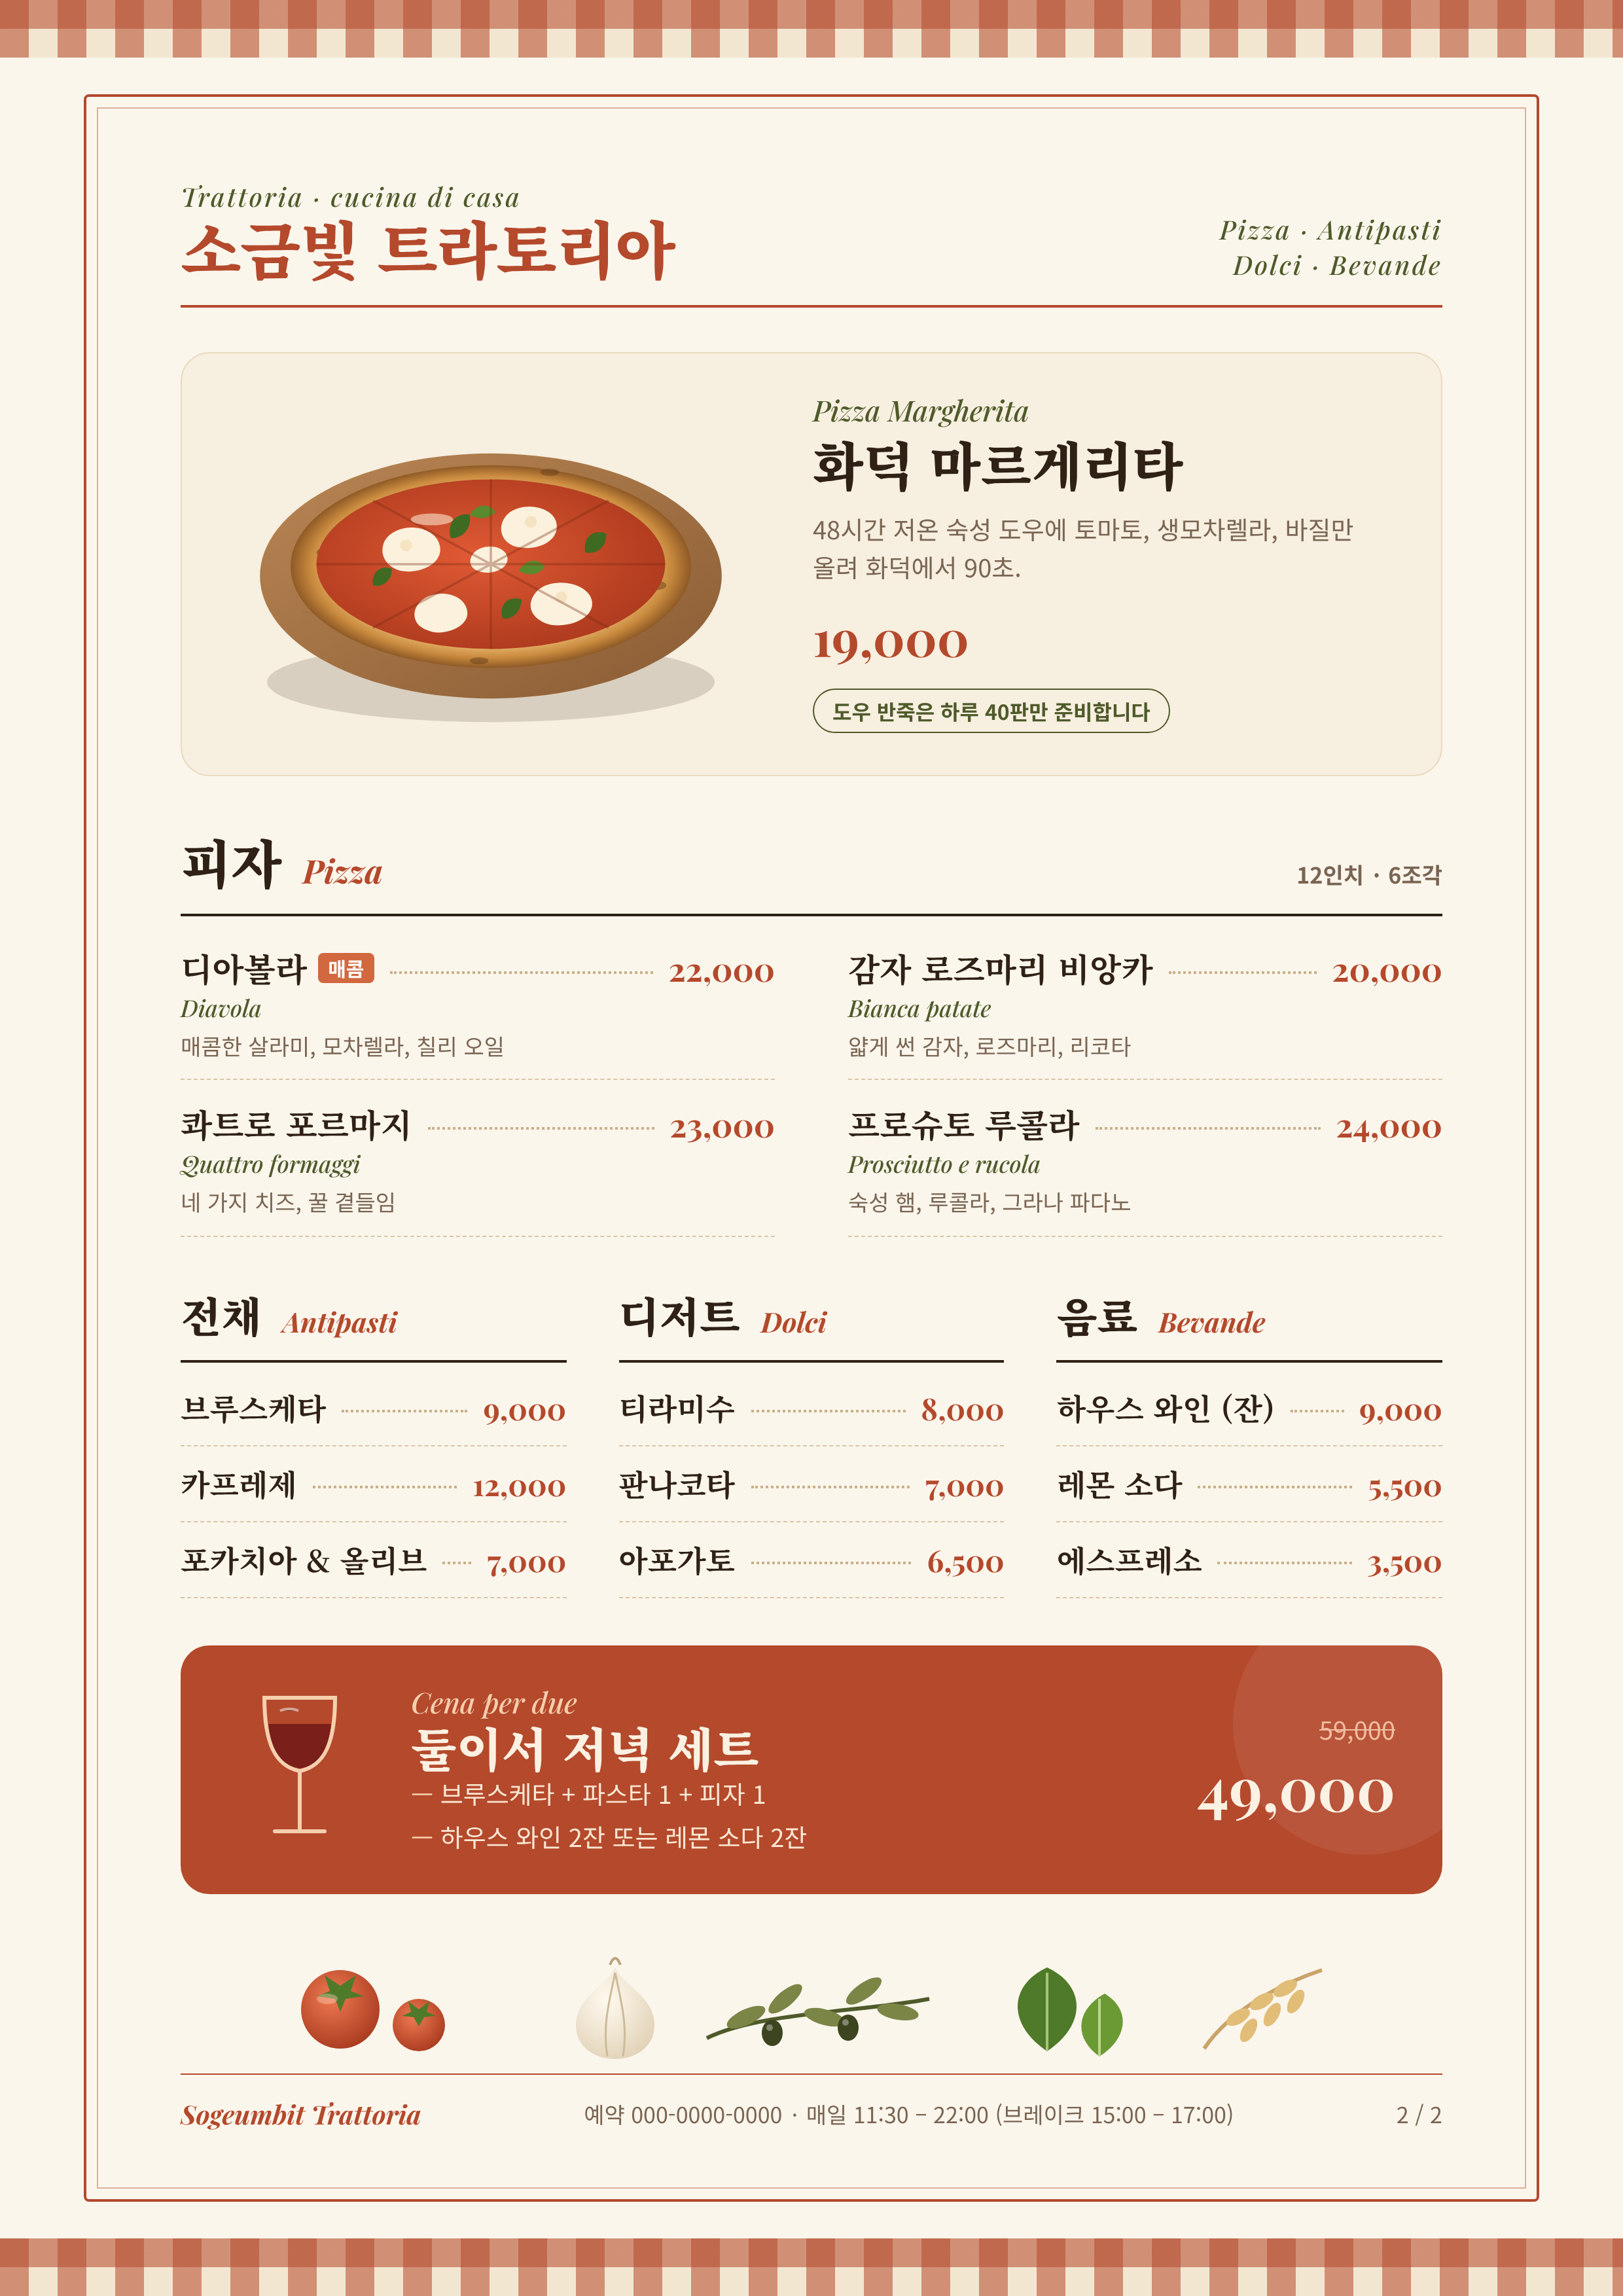 Trattoria · cucina di casa
소금빛 트라토리아
Pizza · Antipasti
Dolci · Bevande
Pizza Margherita
화덕 마르게리타
48시간 저온 숙성 도우에 토마토, 생모차렐라, 바질만
올려 화덕에서 90초.
19,000
도우 반죽은 하루 40판만 준비합니다
피자 Pizza
12인치 · 6조각
디아볼라 매콤 22,000
Diavola
매콤한 살라미, 모차렐라, 칠리 오일
감자 로즈마리 비앙카 20,000
Bianca patate
얇게 썬 감자, 로즈마리, 리코타
콰트로 포르마지 23,000
Quattro formaggi
네 가지 치즈, 꿀 곁들임
프로슈토 루콜라 24,000
Prosciutto e rucola
숙성 햄, 루콜라, 그라나 파다노
전채 Antipasti
브루스케타 9,000
카프레제 12,000
포카치아 & 올리브 7,000
디저트 Dolci
티라미수 8,000
판나코타 7,000
아포가토 6,500
음료 Bevande
하우스 와인 (잔) 9,000
레몬 소다 5,500
에스프레소 3,500
Cena per due
둘이서 저녁 세트
— 브루스케타 + 파스타 1 + 피자 1
— 하우스 와인 2잔 또는 레몬 소다 2잔
59,000
49,000
Sogeumbit Trattoria
예약 000-0000-0000 · 매일 11:30 – 22:00 (브레이크 15:00 – 17:00)
2 / 2